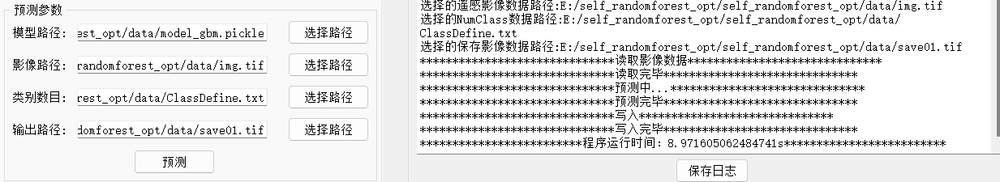 预测参数
模型路径: est_opt/data/model_gbm.pickle 选择路径
影像路径: randomforest_opt/data/img.tif 选择路径
类别数目: rest_opt/data/ClassDefine.txt 选择路径
输出路径: domforest_opt/data/save01.tif 选择路径
预测
选择的遥感影像数据路径:E:/self_randomforest_opt/self_randomforest_opt/data/img.tif
选择的NumClass数据路径:E:/self_randomforest_opt/self_randomforest_opt/data/
ClassDefine.txt
选择的保存影像数据路径:E:/self_randomforest_opt/self_randomforest_opt/data/save01.tif
******************************读取影像数据******************************
******************************读取完毕******************************
******************************预测中...******************************
******************************预测完毕******************************
******************************写入******************************
******************************写入完毕******************************
*************************程序运行时间: 8.971605062484741s*************************
保存日志